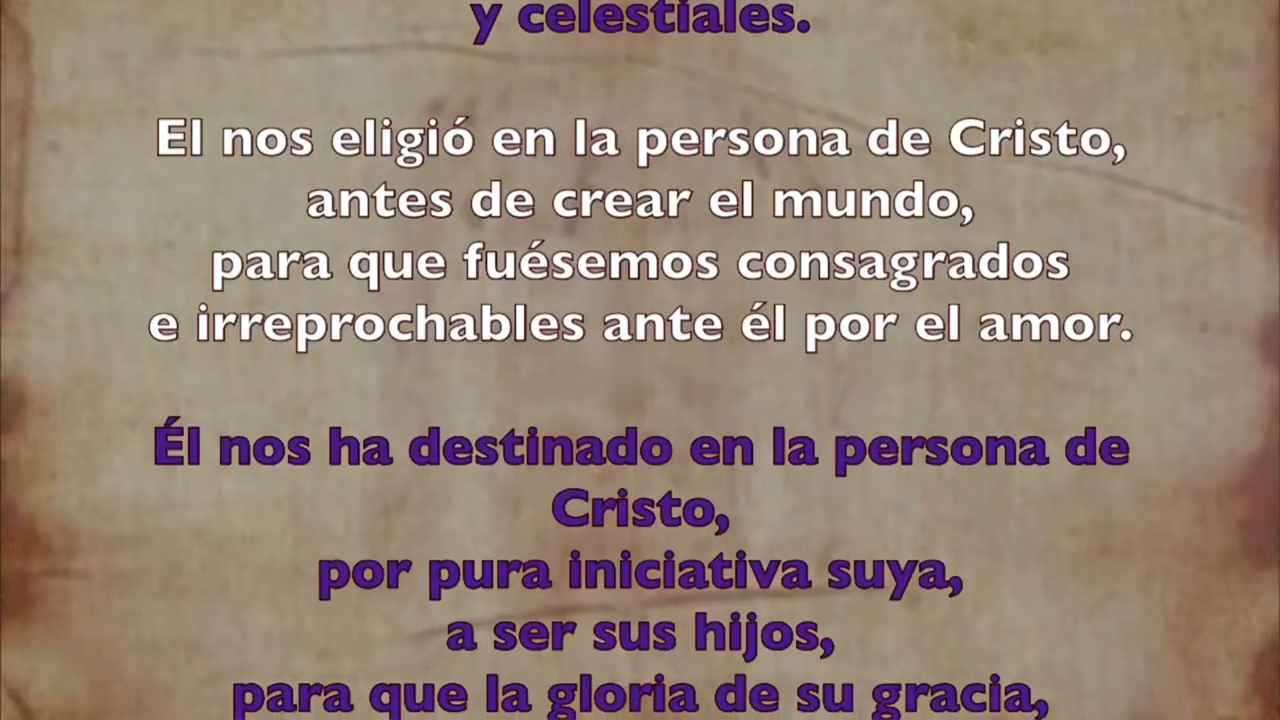 y celestiales.
El nos eligió en la persona de Cristo,
antes de crear el mundo,
para que fuésemos consagrados
e irreprochables ante él por el amor.
Él nos ha destinado en la persona de
Cristo,
por pura iniciativa suya,
a ser sus hijos,
para que la gloria de su gracia,